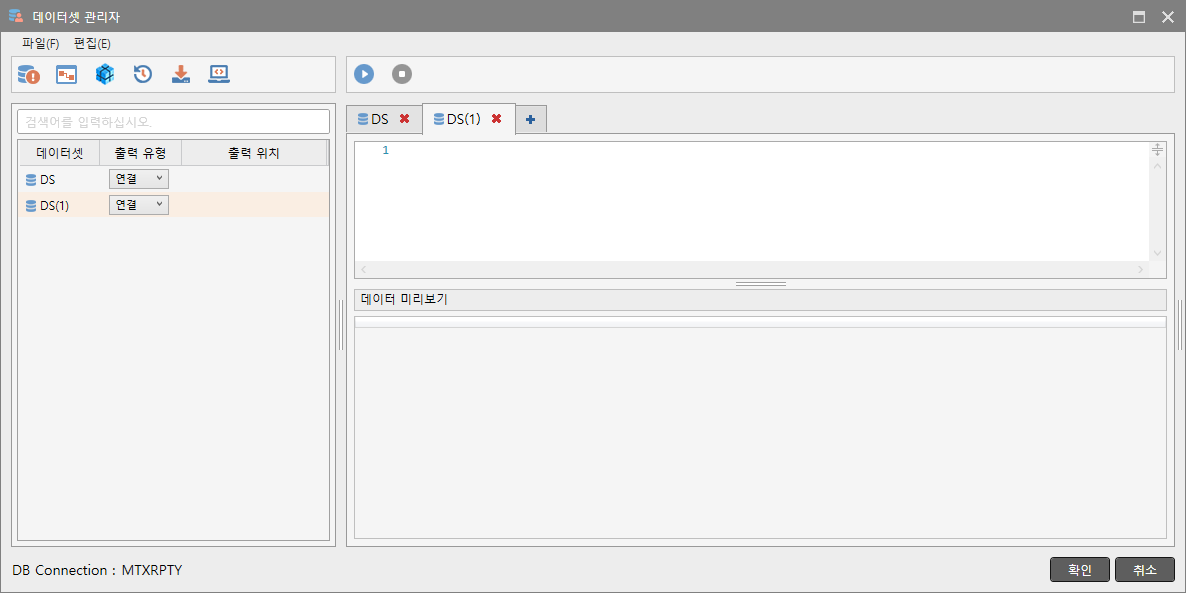 데이터셋 관리자
파일(F) 편집(E)
검색어를 입력하십시오.
데이터셋 출력 유형 출력 위치
DS 연결
DS(1) 연결
DS DS(1)
1
데이터 미리보기
DB Connection : MTXRPTY
확인 취소